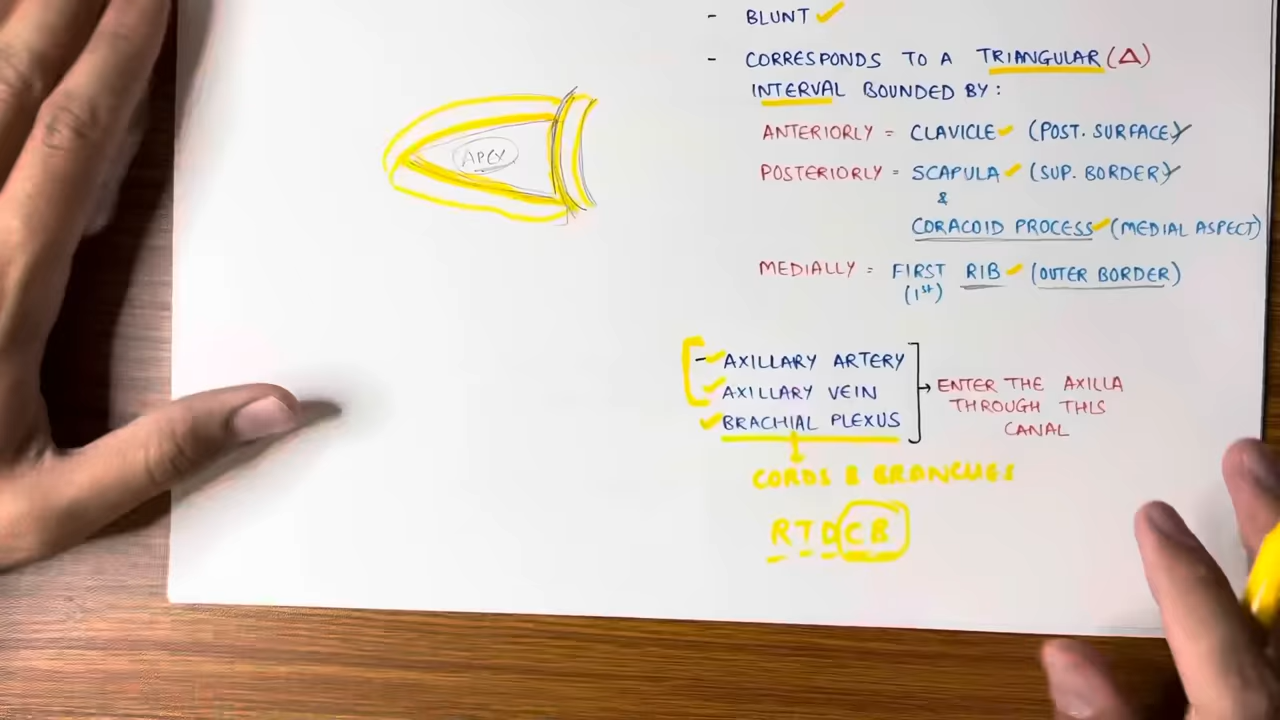 - BLUNT
- CORRESPONDS TO A TRIANGULAR (Δ)
INTERVAL BOUNDED BY:
ANTERIORLY = CLAVICLE (POST. SURFACE)
POSTERIORLY = SCAPULA (SUP. BORDER)
&
CORACOID PROCESS (MEDIAL ASPECT)
MEDIALLY = FIRST RIB (OUTER BORDER)
(1st)
APEX
- AXILLARY ARTERY
AXILLARY VEIN
BRACHIAL PLEXUS
→ ENTER THE AXILLA
THROUGH THIS
CANAL
CORDS & BRANCHES
RTDCB